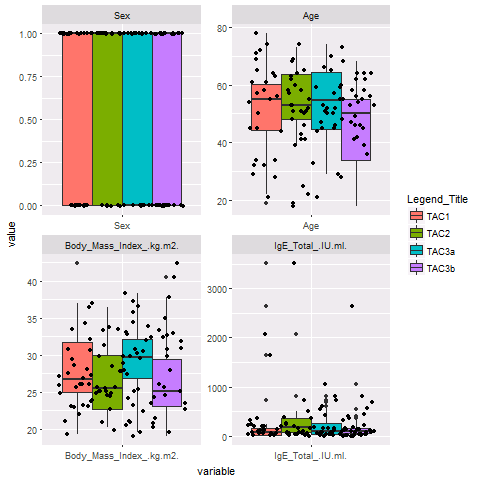 Sex
Age
1.00
0.75
0.50
0.25
0.00
80
60
40
20
Sex
Age
value
Body_Mass_Index_.kg.m2.
IgE_Total_.IU.ml.
40
35
30
25
20
3000
2000
1000
0
Body_Mass_Index_.kg.m2.
IgE_Total_.IU.ml.
variable
Legend_Title
TAC1
TAC2
TAC3a
TAC3b